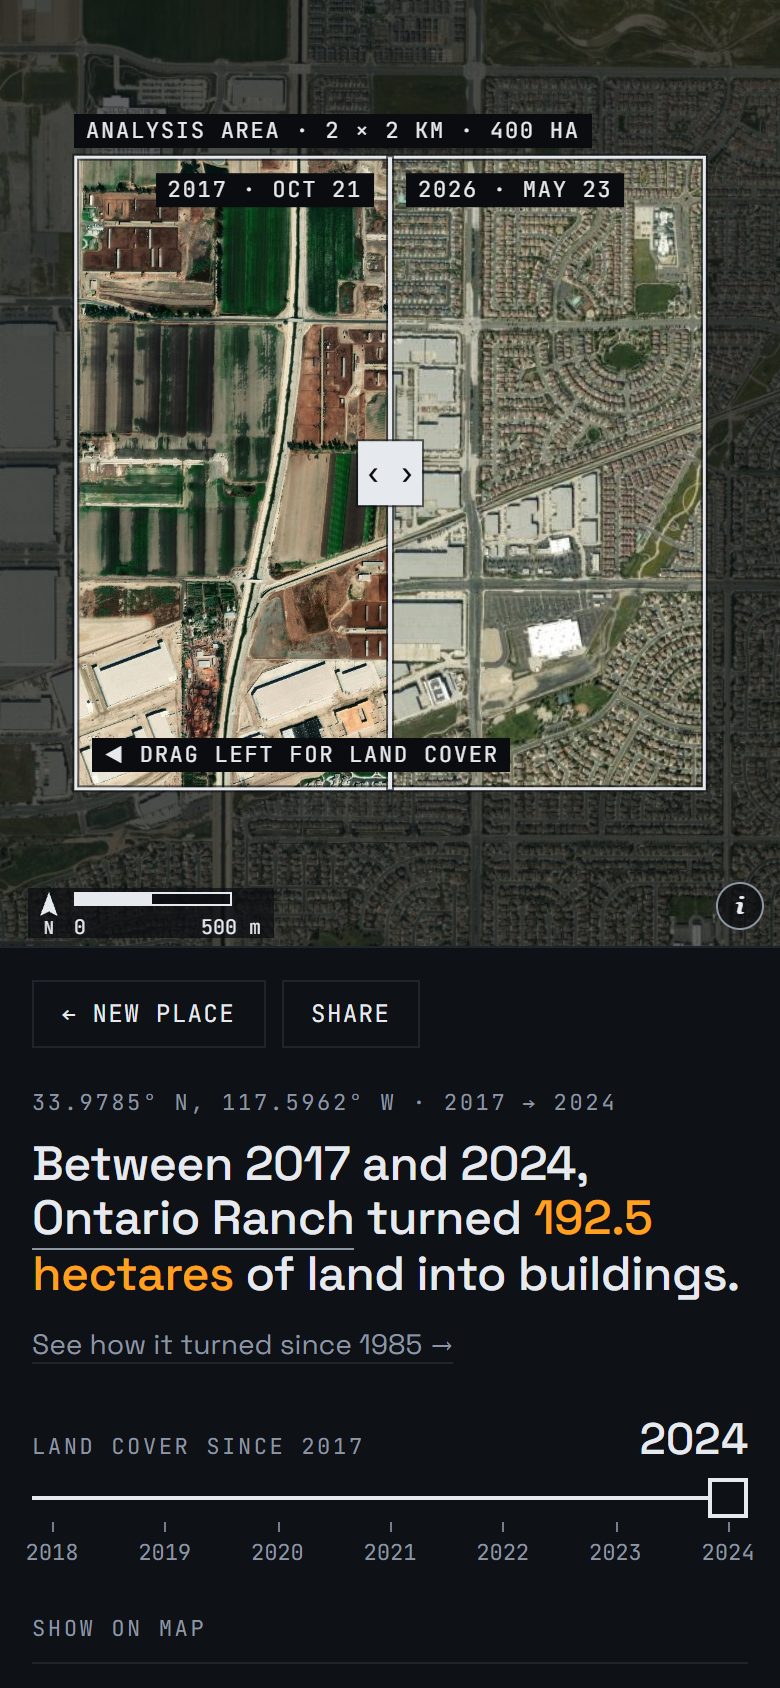 ANALYSIS AREA · 2 × 2 KM · 400 HA
2017 · OCT 21
2026 · MAY 23
‹ ›
◀ DRAG LEFT FOR LAND COVER
N 0 500 m
i
← NEW PLACE
SHARE
33.9785° N, 117.5962° W · 2017 → 2024
Between 2017 and 2024,
Ontario Ranch turned 192.5
hectares of land into buildings.
See how it turned since 1985 →
LAND COVER SINCE 2017
2024
2018 2019 2020 2021 2022 2023 2024
SHOW ON MAP